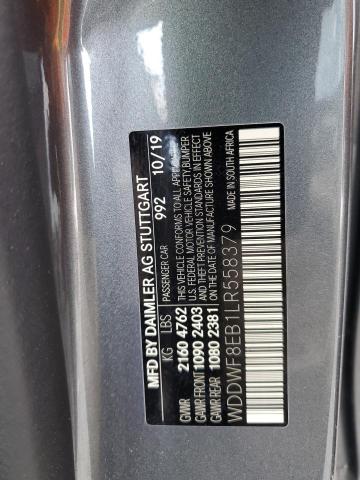 MFD BY DAIMLER AG STUTTGART
PASSENGER CAR 992 10/19
KG LBS
GVWR 2160 4762
GAWR FRONT 1090 2403
GAWR REAR 1080 2381
THIS VEHICLE CONFORMS TO ALL APPLICABLE
U.S. FEDERAL MOTOR VEHICLE SAFETY, BUMPER
AND THEFT PREVENTION STANDARDS IN EFFECT
ON THE DATE OF MANUFACTURE SHOWN ABOVE
MADE IN SOUTH AFRICA
WDDWF8EB1LR558379